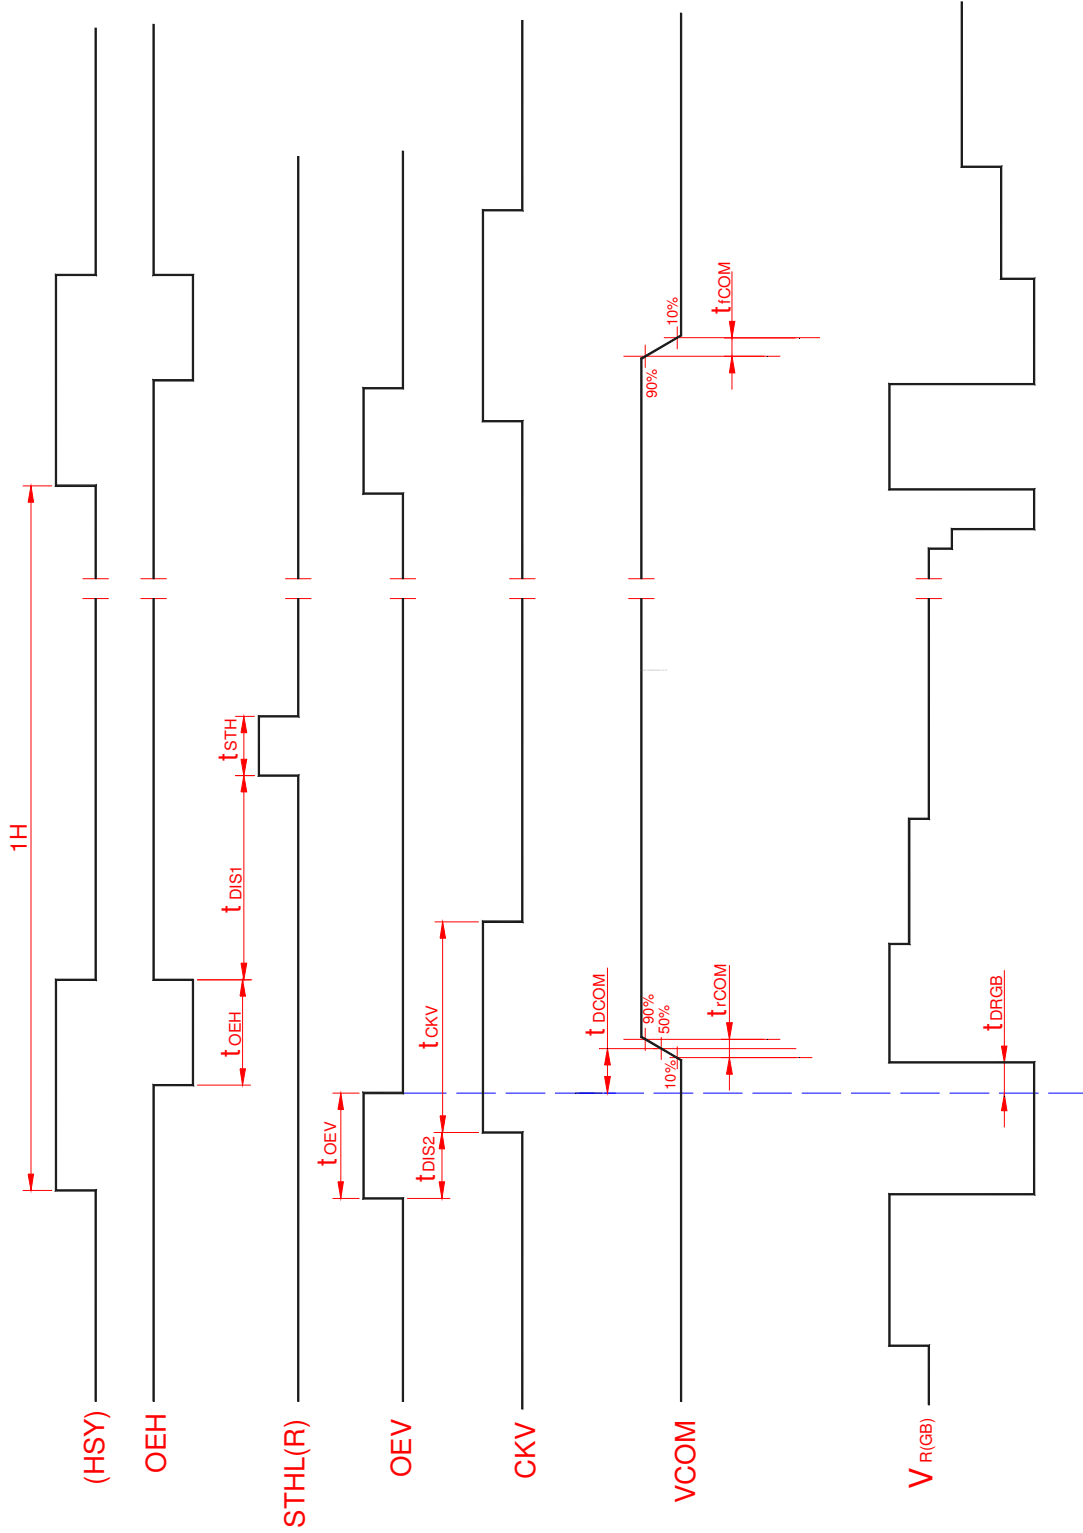 (HSY)
1H
OEH
tOEH
tDIS1
tSTH
STHL(R)
OEV
tOEV
tDIS2
tCKV
CKV
VCOM
tDCOM
10%
50%
90%
trCOM
90%
10%
tfCOM
V R(GB)
tDRGB